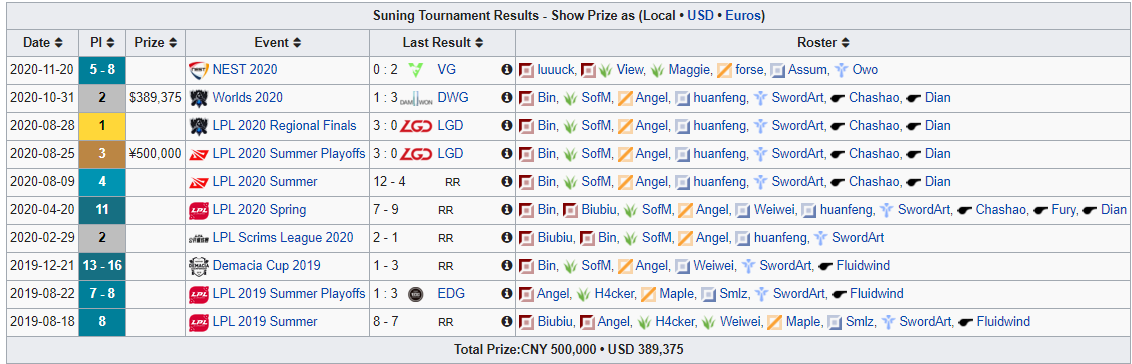 Suning Tournament Results - Show Prize as (Local • USD • Euros)
Date Pl Prize Event Last Result Roster
2020-11-20 5 - 8 NEST 2020 0 : 2 VG Iuuuck, View, Maggie, forse, Assum, Owo
2020-10-31 2 $389,375 Worlds 2020 1 : 3 DAMWON DWG Bin, SofM, Angel, huanfeng, SwordArt, Chashao, Dian
2020-08-28 1 LPL 2020 Regional Finals 3 : 0 LGD LGD Bin, SofM, Angel, huanfeng, SwordArt, Chashao, Dian
2020-08-25 3 ¥500,000 LPL 2020 Summer Playoffs 3 : 0 LGD LGD Bin, SofM, Angel, huanfeng, SwordArt, Chashao, Dian
2020-08-09 4 LPL 2020 Summer 12 - 4 RR Bin, SofM, Angel, huanfeng, SwordArt, Chashao, Dian
2020-04-20 11 LPL LPL 2020 Spring 7 - 9 RR Bin, Biubiu, SofM, Angel, Weiwei, huanfeng, SwordArt, Chashao, Fury, Dian
2020-02-29 2 LPL Scrims League 2020 2 - 1 RR Biubiu, Bin, SofM, Angel, huanfeng, SwordArt
2019-12-21 13 - 16 DEMACIA Demacia Cup 2019 1 - 3 RR Bin, SofM, Angel, Weiwei, SwordArt, Fluidwind
2019-08-22 7 - 8 LPL LPL 2019 Summer Playoffs 1 : 3 EDG Angel, H4cker, Maple, Smlz, SwordArt, Fluidwind
2019-08-18 8 LPL LPL 2019 Summer 8 - 7 RR Biubiu, Angel, H4cker, Weiwei, Maple, Smlz, SwordArt, Fluidwind
Total Prize:CNY 500,000 • USD 389,375